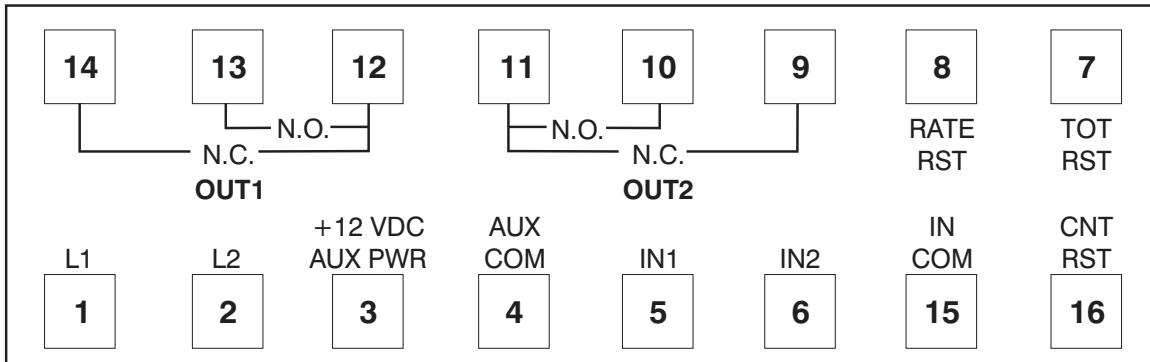 14 13 12 11 10 9 8 7
N.O. N.O. RATE TOT
N.C. N.C. RST RST
OUT1 OUT2
+12 VDC AUX IN CNT
L1 L2 AUX PWR COM IN1 IN2 COM RST
1 2 3 4 5 6 15 16